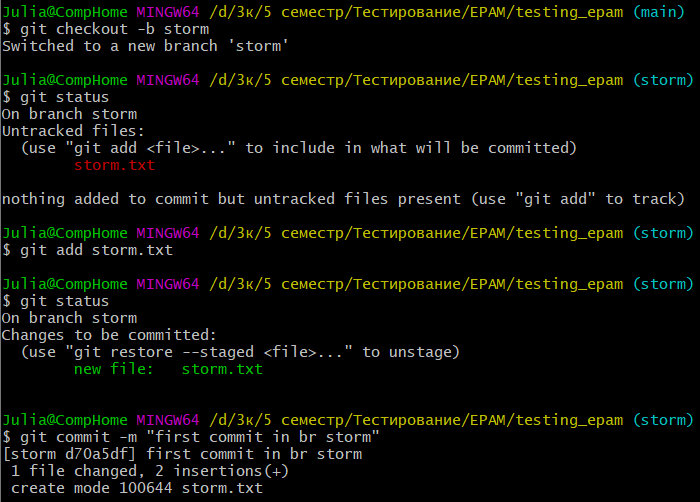 Julia@CompHome MINGW64 /d/3к/5 семестр/Тестирование/EPAM/testing_epam (main)
$ git checkout -b storm
Switched to a new branch 'storm'
Julia@CompHome MINGW64 /d/3к/5 семестр/Тестирование/EPAM/testing_epam (storm)
$ git status
On branch storm
Untracked files:
  (use "git add <file>..." to include in what will be committed)
        storm.txt
nothing added to commit but untracked files present (use "git add" to track)
Julia@CompHome MINGW64 /d/3к/5 семестр/Тестирование/EPAM/testing_epam (storm)
$ git add storm.txt
Julia@CompHome MINGW64 /d/3к/5 семестр/Тестирование/EPAM/testing_epam (storm)
$ git status
On branch storm
Changes to be committed:
  (use "git restore --staged <file>..." to unstage)
        new file:   storm.txt
Julia@CompHome MINGW64 /d/3к/5 семестр/Тестирование/EPAM/testing_epam (storm)
$ git commit -m "first commit in br storm"
[storm d70a5df] first commit in br storm
 1 file changed, 2 insertions(+)
 create mode 100644 storm.txt